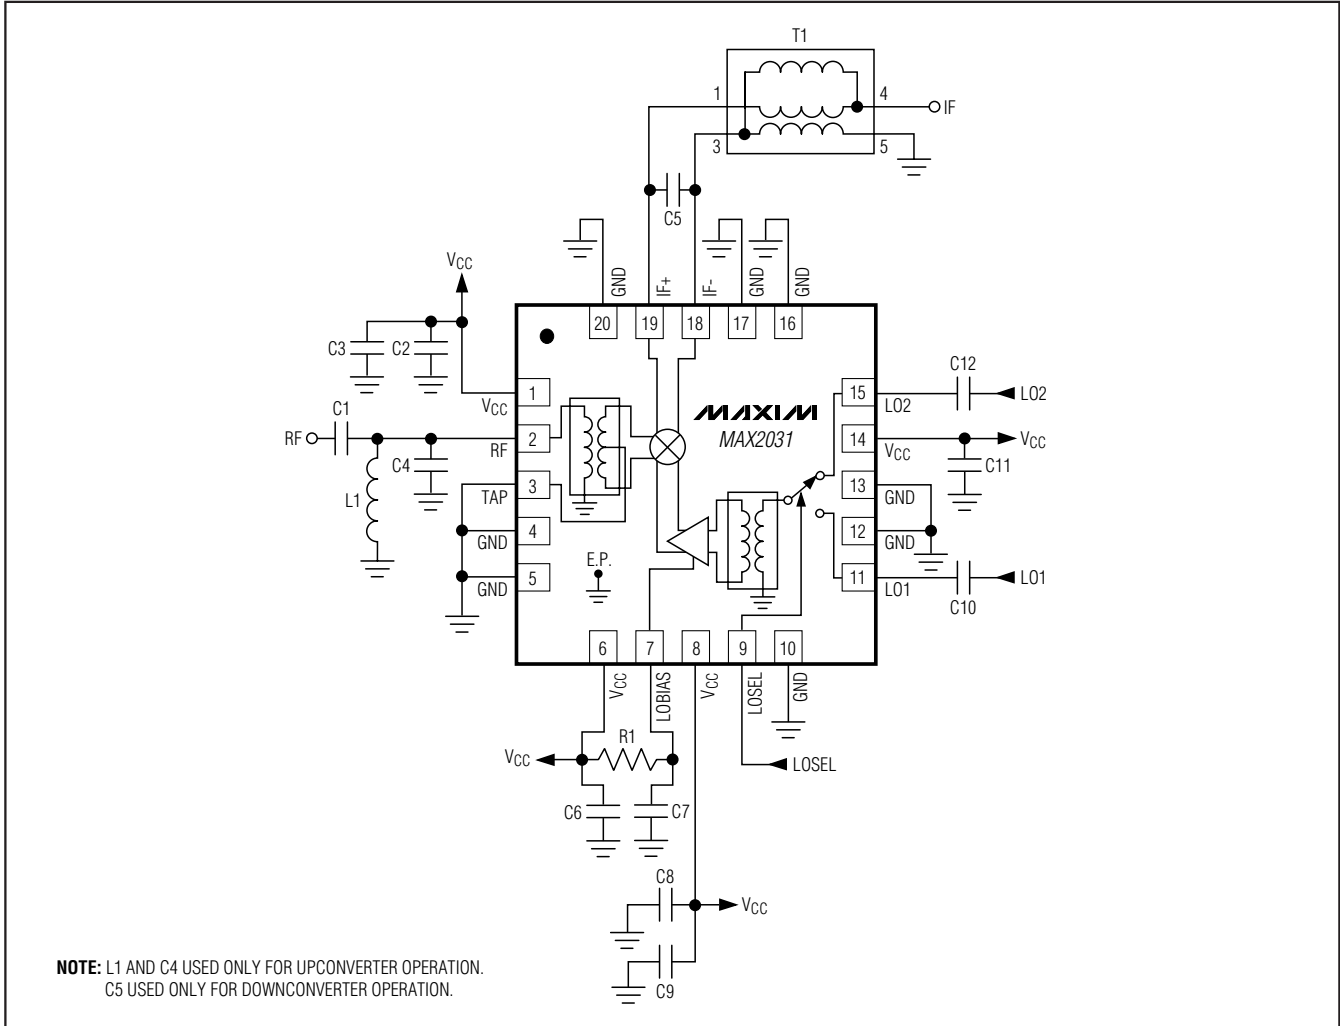 T1
1
4
IF
3
5
C5
GND
IF+
IF-
GND
GND
VCC
20
19
18
17
16
C3
C2
C12
1
15
LO2
VCC
LO2
MAXIM
MAX2031
C1
RF
2
14
VCC
RF
VCC
C4
C11
3
13
L1
TAP
GND
4
12
GND
GND
E.P.
5
11
LO1
GND
LO1
C10
6
7
8
9
10
VCC
LOBIAS
VCC
LOSEL
GND
R1
VCC
LOSEL
C6
C7
C8
VCC
C9
NOTE: L1 AND C4 USED ONLY FOR UPCONVERTER OPERATION.
C5 USED ONLY FOR DOWNCONVERTER OPERATION.